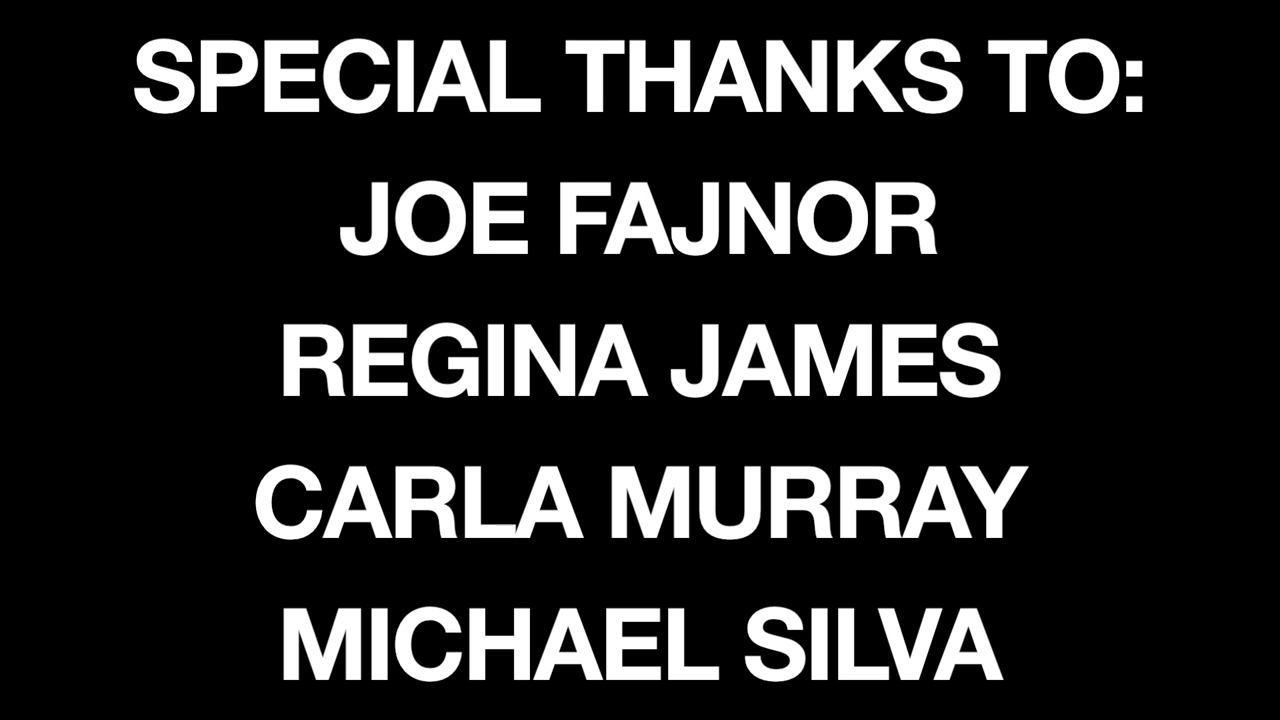 SPECIAL THANKS TO:
JOE FAJNOR
REGINA JAMES
CARLA MURRAY
MICHAEL SILVA